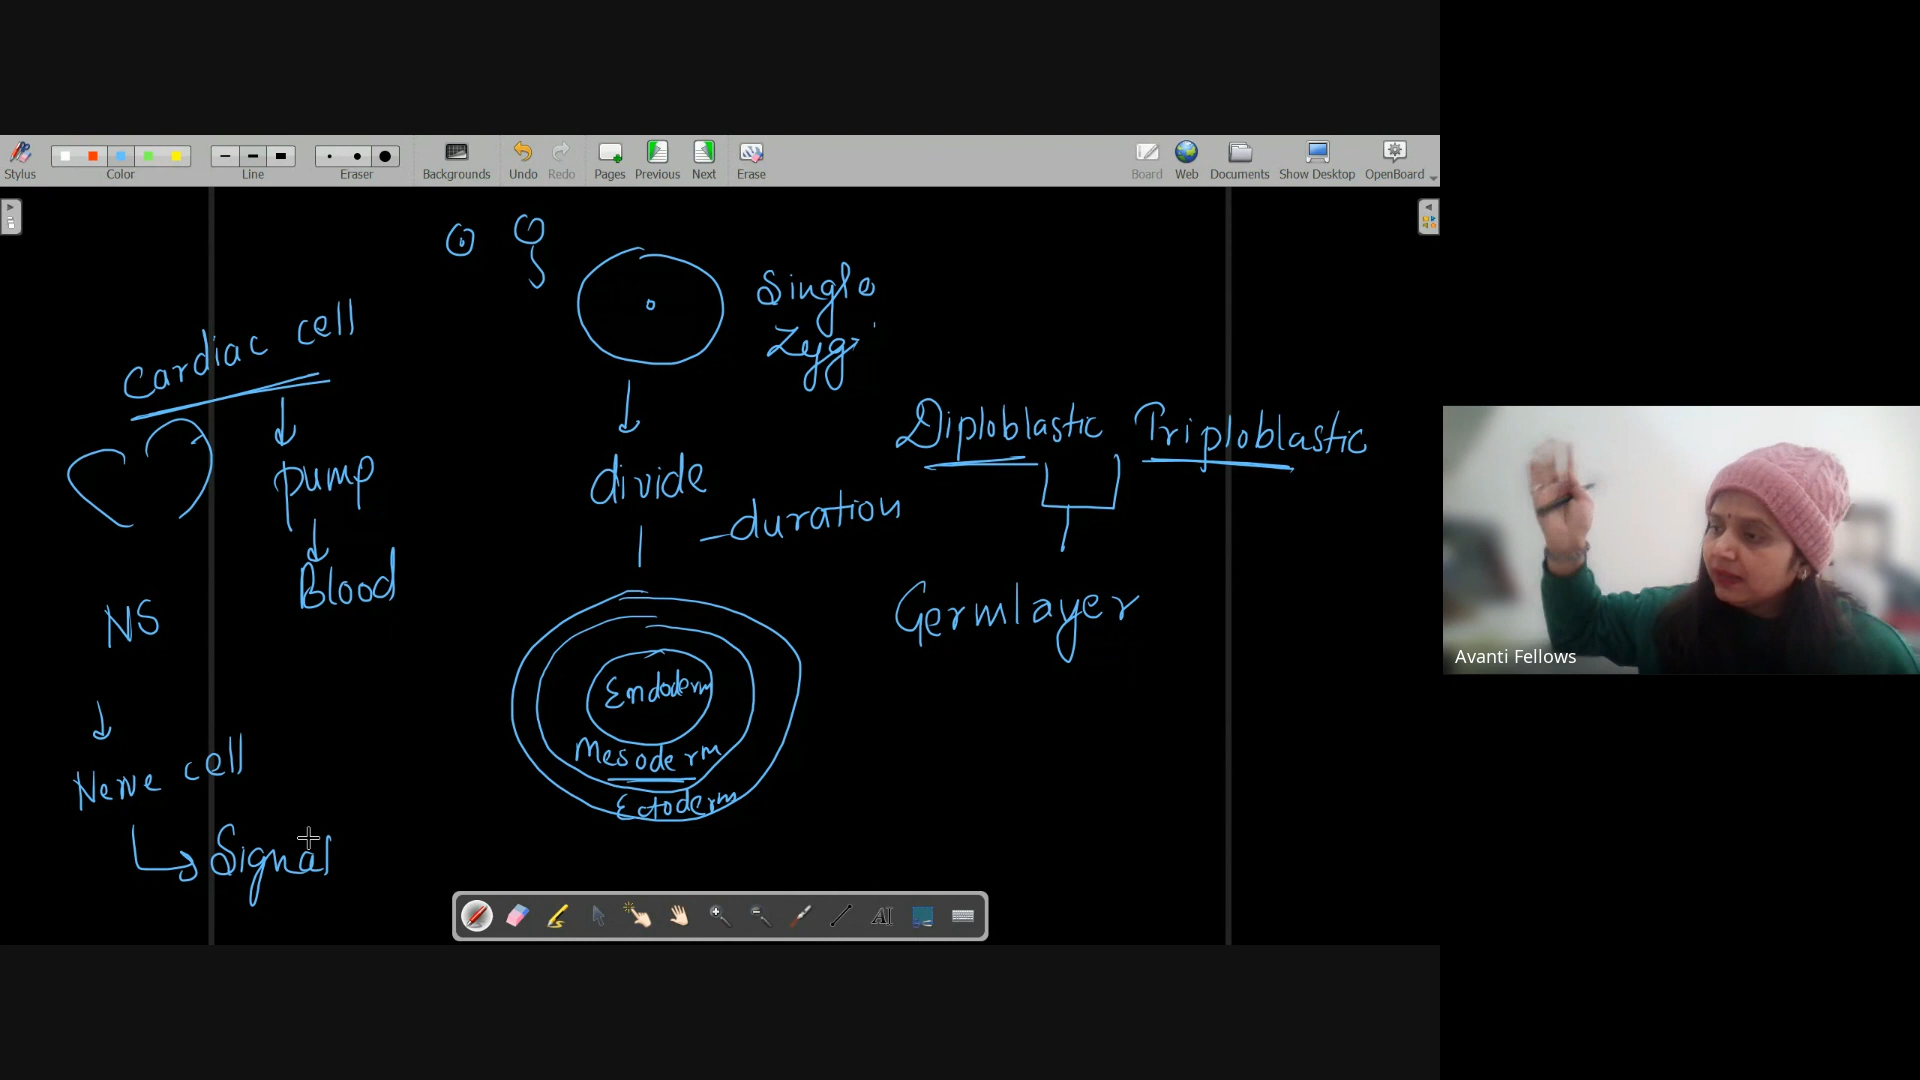 Stylus
Color
Line
Eraser
Backgrounds
Undo
Redo
Pages
Previous
Next
Erase
Board
Web
Documents
Show Desktop
OpenBoard
Single
Zyg
Cardiac cell
pump
Blood
NS
Nerve cell
Signal
divide
duration
Endoderm
Mesoderm
Ectoderm
Diploblastic Triploblastic
Germlayer
Avanti Fellows